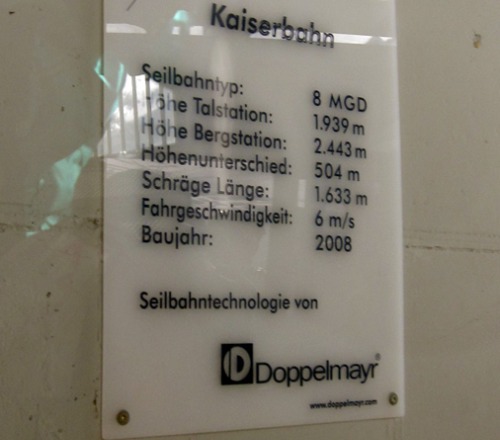 Kaiserbahn
Seilbahntyp: 8 MGD
Höhe Talstation: 1.939 m
Höhe Bergstation: 2.443 m
Höhenunterschied: 504 m
Schräge Länge: 1.633 m
Fahrgeschwindigkeit: 6 m/s
Baujahr: 2008
Seilbahntechnologie von
Doppelmayr®
www.doppelmayr.com